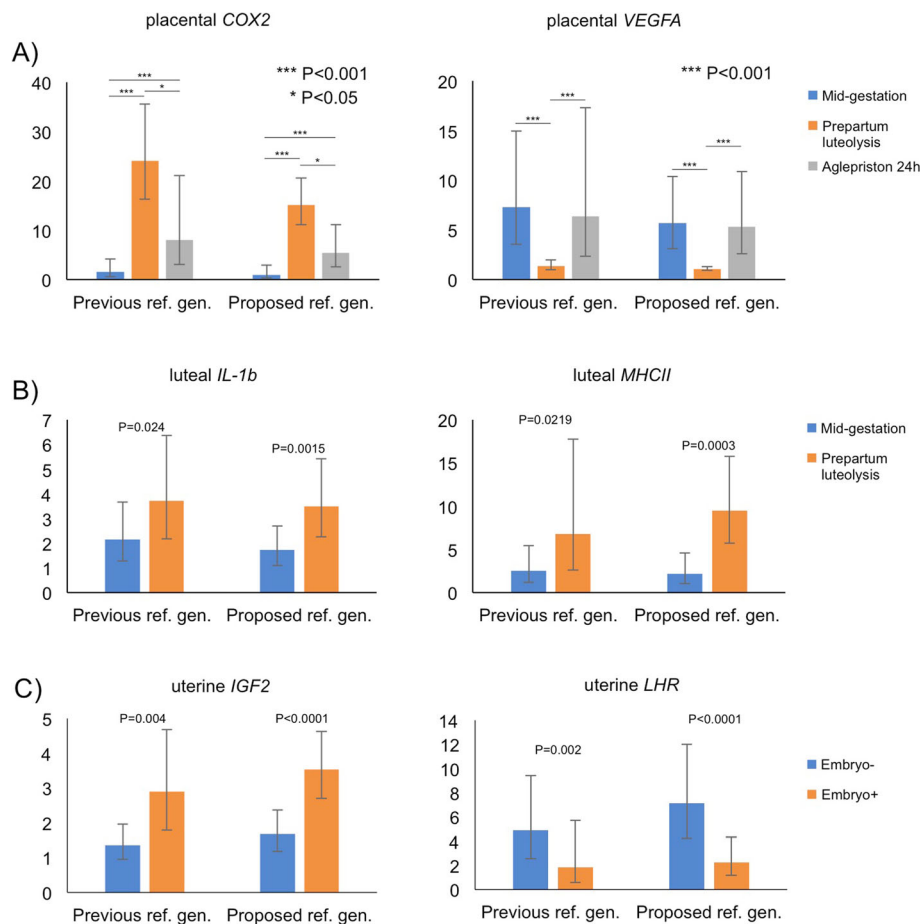 placental COX2
placental VEGFA
A)
*** P<0.001
* P<0.05
*** P<0.001
40
30
20
10
0
***
***
*
***
***
*
Previous ref. gen.
Proposed ref. gen.
20
15
10
5
0
***
***
***
***
Previous ref. gen.
Proposed ref. gen.
Mid-gestation
Prepartum
luteolysis
Aglepriston 24h
B)
luteal IL-1b
luteal MHCII
7
6
5
4
3
2
1
0
P=0.024
P=0.0015
Previous ref. gen.
Proposed ref. gen.
20
15
10
5
0
P=0.0219
P=0.0003
Previous ref. gen.
Proposed ref. gen.
Mid-gestation
Prepartum
luteolysis
C)
uterine IGF2
uterine LHR
5
4
3
2
1
0
P=0.004
P<0.0001
Previous ref. gen.
Proposed ref. gen.
14
12
10
8
6
4
2
0
P=0.002
P<0.0001
Previous ref. gen.
Proposed ref. gen.
Embryo-
Embryo+